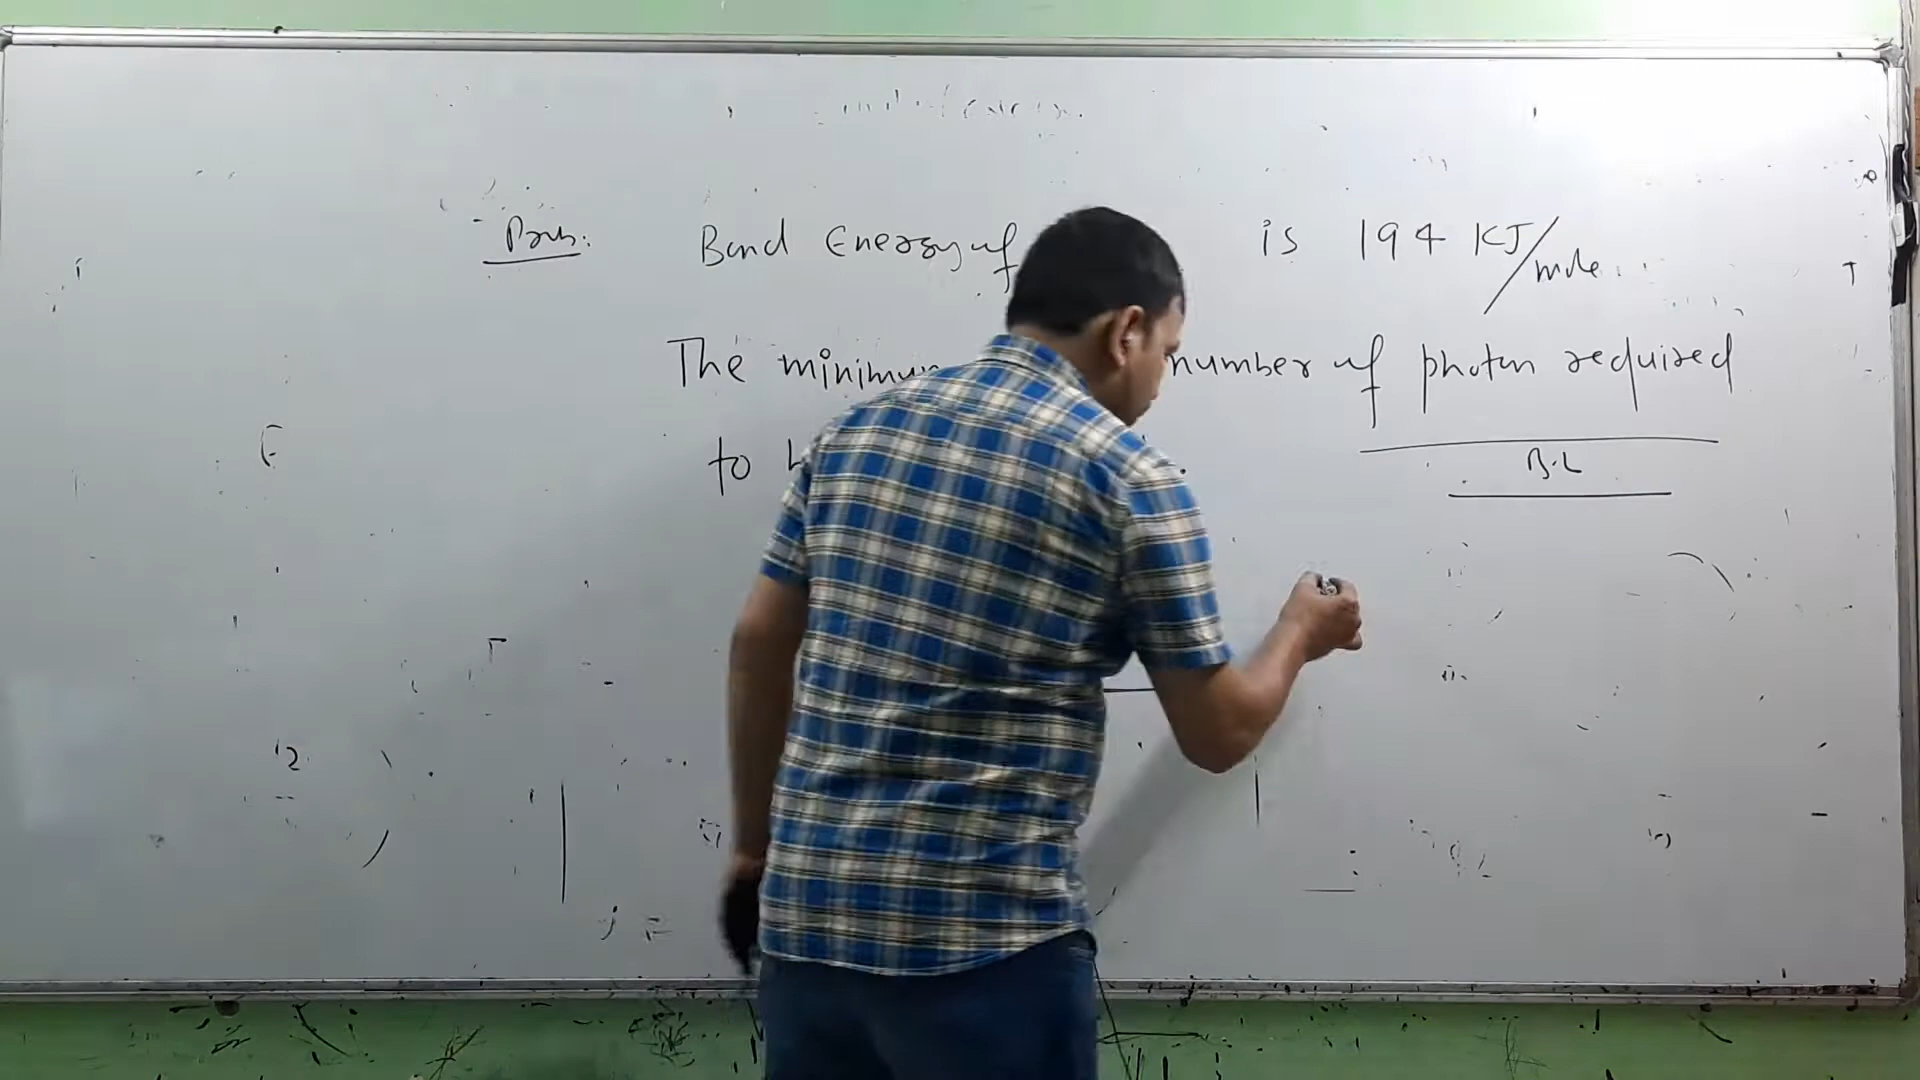 Prob:
Bond Energy of is 194 KJ/mole
The minimum number of photon required
to
B.L